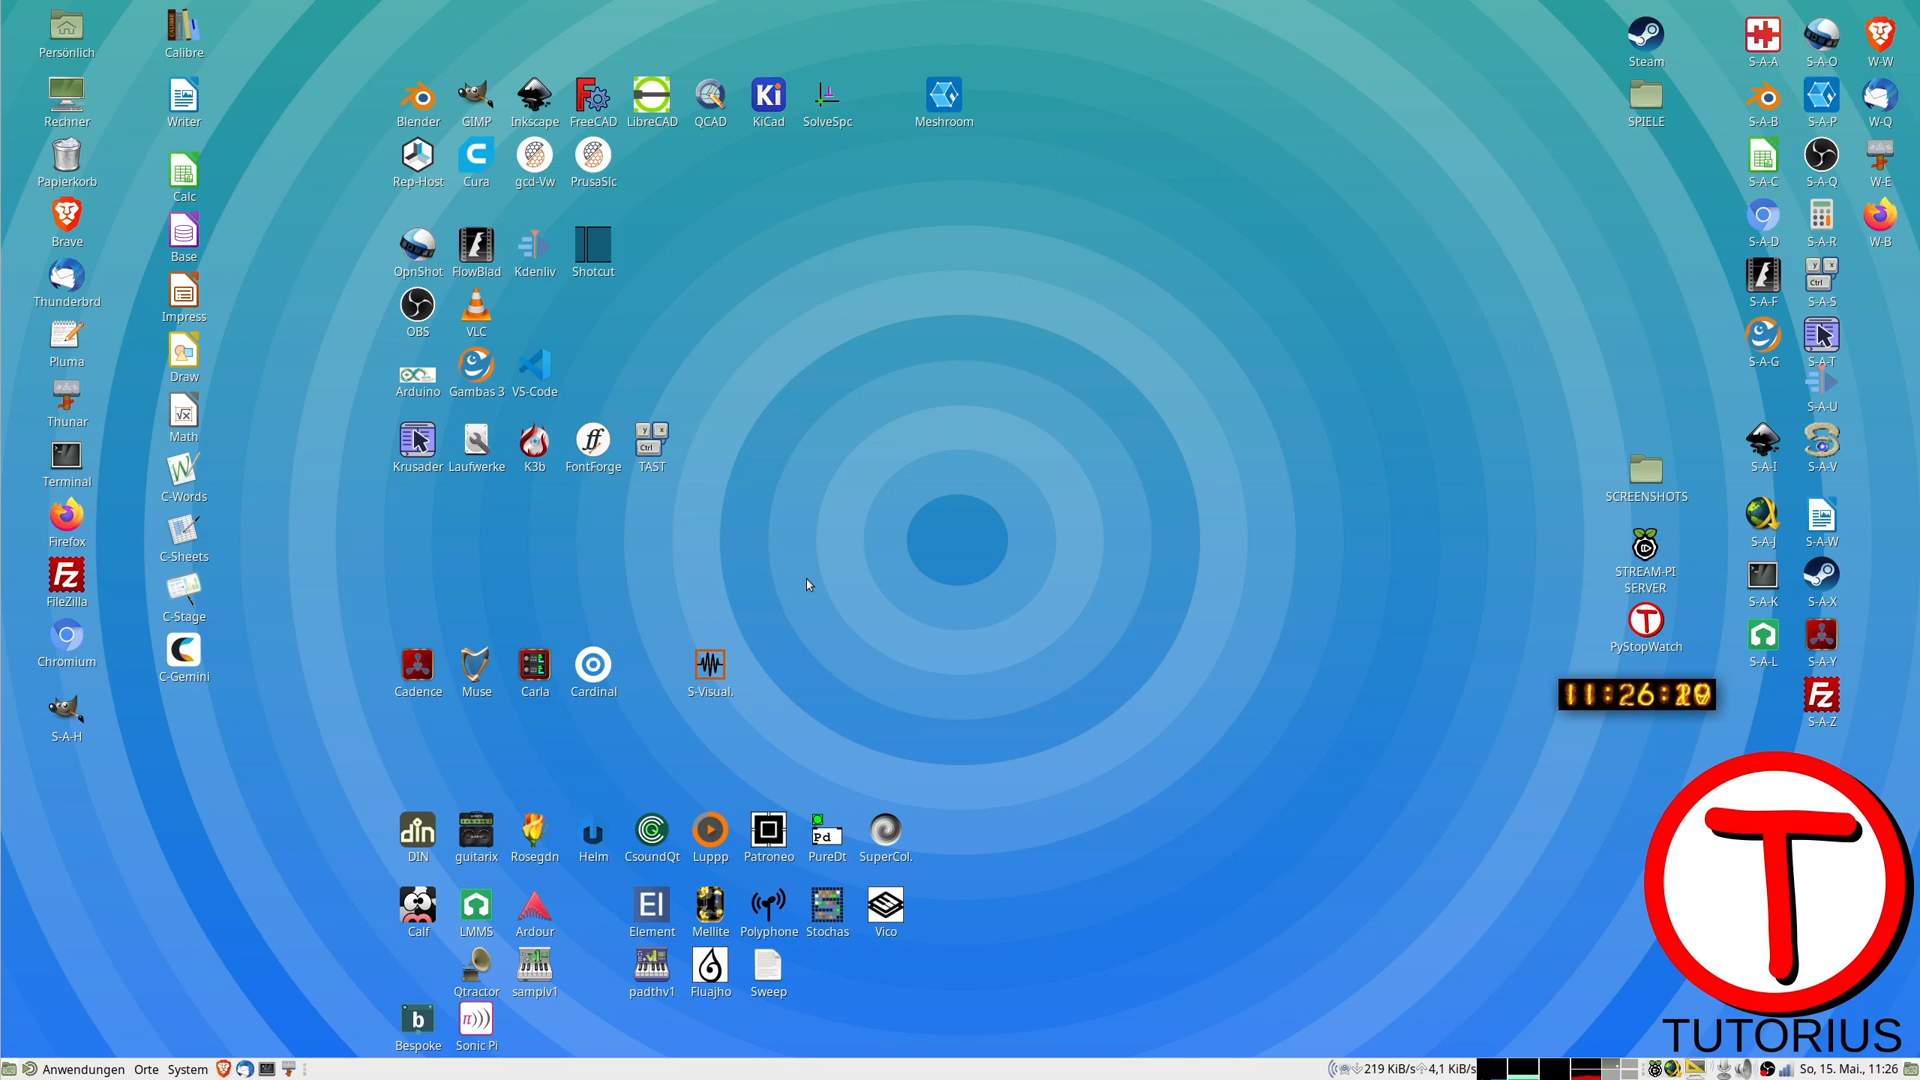 Persönlich
Calibre
Steam
S-A-A
S-A-O
W-W
Rechner
Writer
Blender
GIMP
Inkscape
FreeCAD
LibreCAD
QCAD
KiCad
SolveSpc
Meshroom
SPIELE
S-A-B
S-A-P
W-Q
Papierkorb
Calc
Rep-Host
Cura
gcd-Vw
PrusaSlc
S-A-C
S-A-Q
W-E
Brave
Base
S-A-D
S-A-R
W-B
Thunderbrd
Impress
OpnShot
FlowBlad
Kdenliv
Shotcut
S-A-F
S-A-S
Pluma
Draw
OBS
VLC
S-A-G
S-A-T
Thunar
Math
Arduino
Gambas 3
VS-Code
S-A-U
Terminal
C-Words
Krusader
Laufwerke
K3b
FontForge
TAST
SCREENSHOTS
S-A-I
S-A-V
Firefox
C-Sheets
STREAM-PI
SERVER
S-A-J
S-A-W
FileZilla
C-Stage
S-A-K
S-A-X
Chromium
C-Gemini
Cadence
Muse
Carla
Cardinal
S-Visual.
PyStopWatch
S-A-L
S-A-Y
S-A-H
11:26:
S-A-Z
DIN
guitarix
Rosegdn
Helm
CsoundQt
Luppp
Patroneo
PureDt
SuperCol.
Calf
LMMS
Ardour
Element
Mellite
Polyphone
Stochas
Vico
Qtractor
samplv1
padthv1
Fluajho
Sweep
Bespoke
Sonic Pi
T
TUTORIUS
Anwendungen Orte System
219 KiB/s 4,1 KiB/s
So, 15. Mai., 11:26